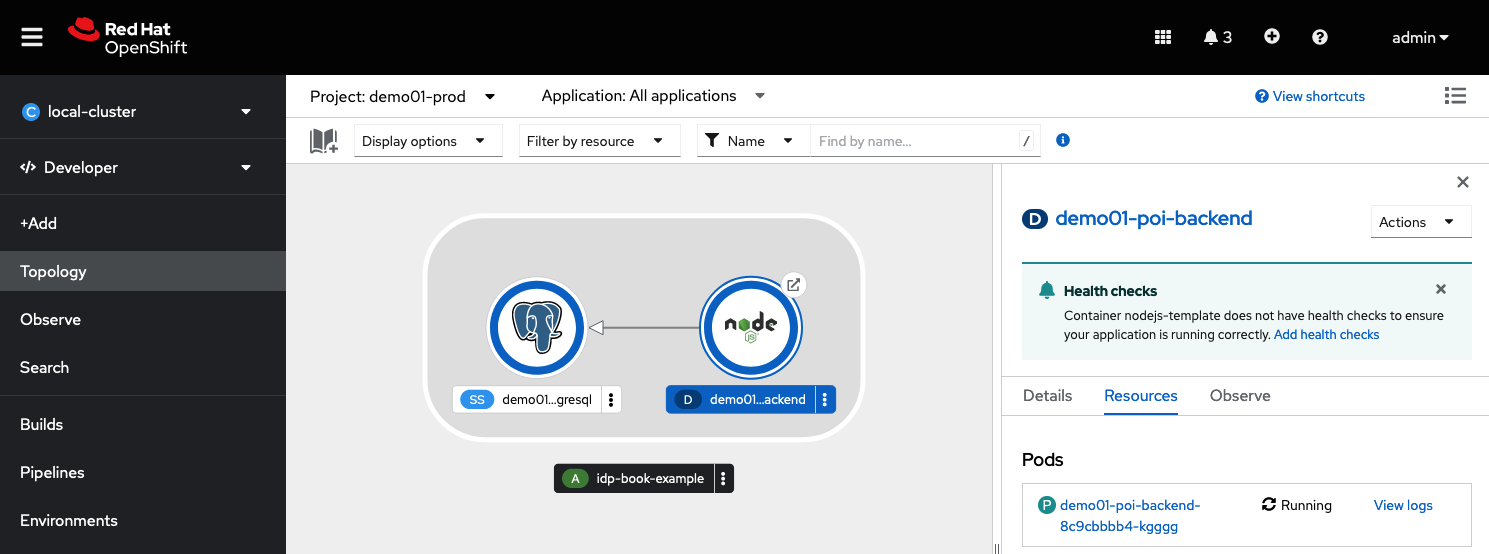 Red Hat
OpenShift
3
admin
C local-cluster
Developer
+Add
Topology
Observe
Search
Builds
Pipelines
Environments
Project: demo01-prod
Application: All applications
View shortcuts
Display options
Filter by resource
Name
Find by name...
/
node
JS
SS demo01...gresql
D demo01...ackend
A idp-book-example
D demo01-poi-backend
Actions
Health checks
Container nodejs-template does not have health checks to ensure
your application is running correctly. Add health checks
Details
Resources
Observe
Pods
P demo01-poi-backend-
8c9cbbbb4-kgggg
Running
View logs